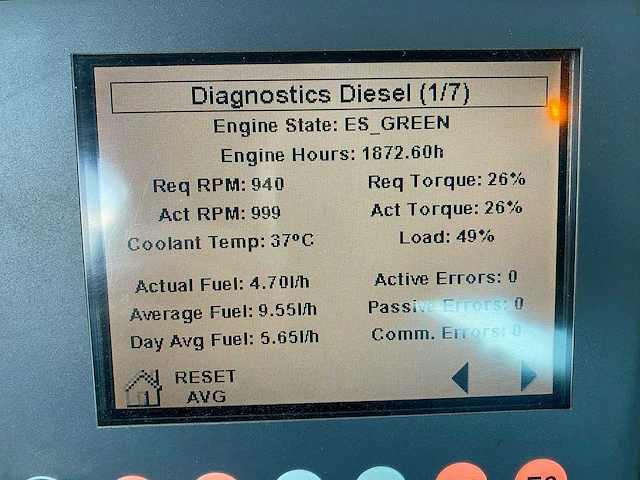 Diagnostics Diesel (1/7)
Engine State: ES_GREEN
Engine Hours: 1872.60h
Req RPM: 940
Req Torque: 26%
Act RPM: 999
Act Torque: 26%
Coolant Temp: 37ºC
Load: 49%
Actual Fuel: 4.70l/h
Active Errors: 0
Average Fuel: 9.55l/h
Passive Errors: 0
Day Avg Fuel: 5.65l/h
Comm. Errors: 0
RESET
AVG